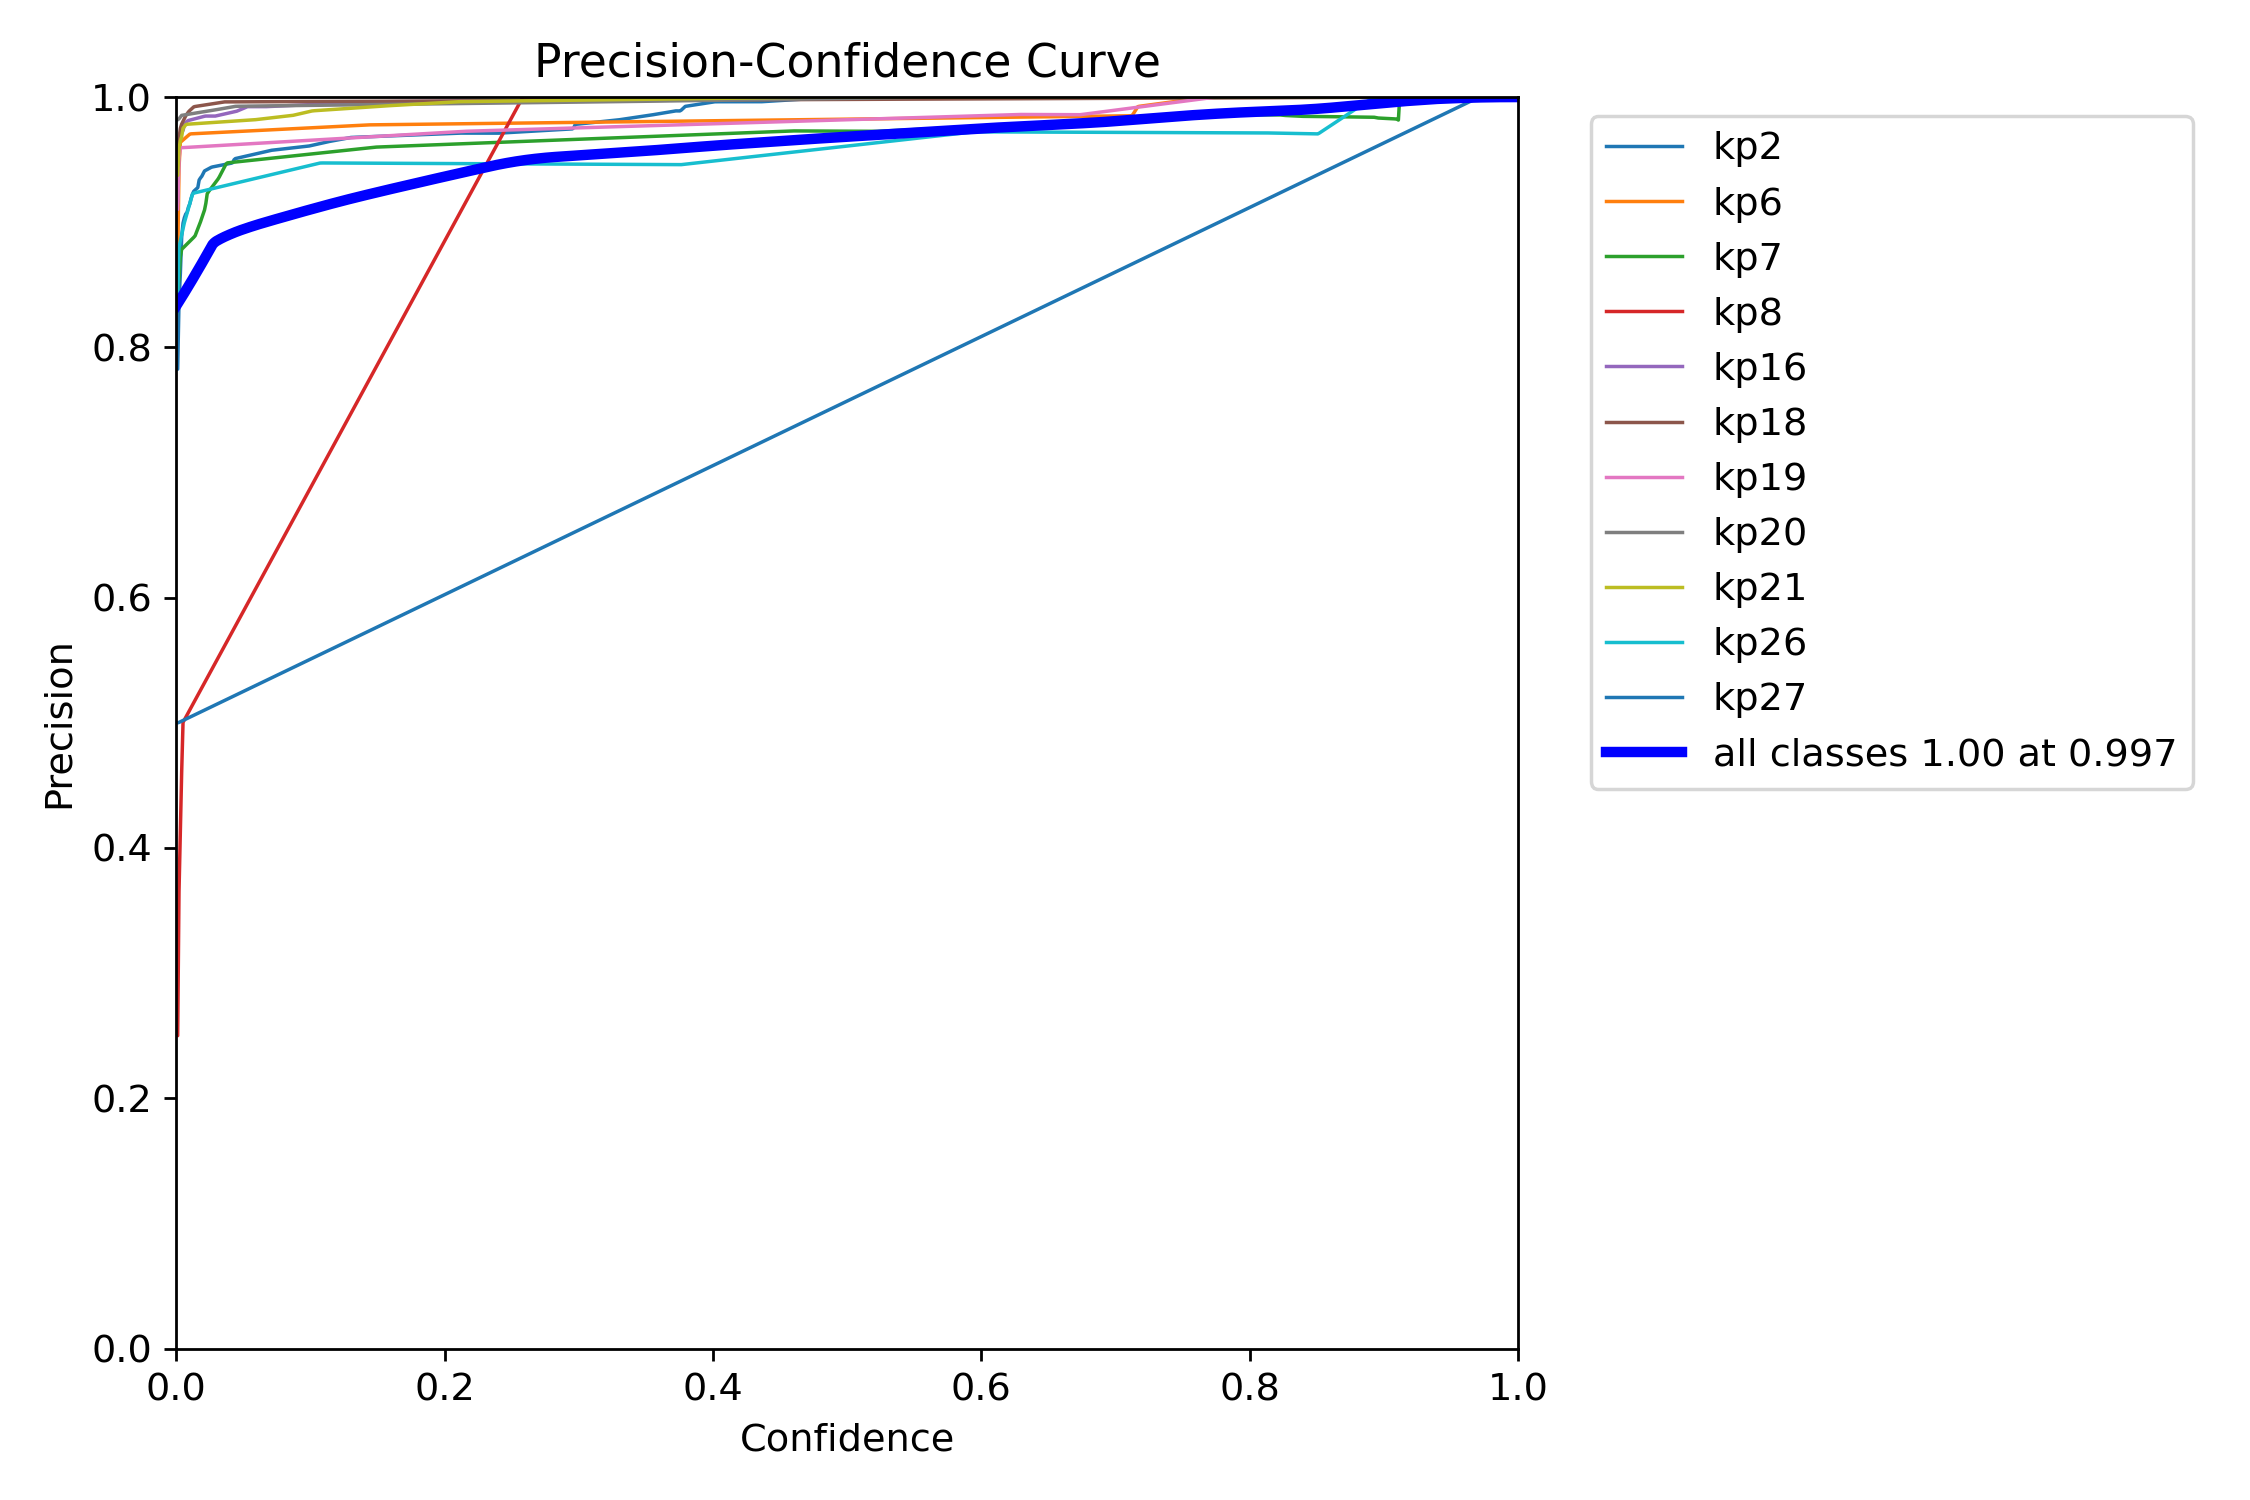 Precision-Confidence Curve
1.0
0.8
0.6
0.4
0.2
0.0
Precision
0.0 0.2 0.4 0.6 0.8 1.0
Confidence
kp2
kp6
kp7
kp8
kp16
kp18
kp19
kp20
kp21
kp26
kp27
all classes 1.00 at 0.997